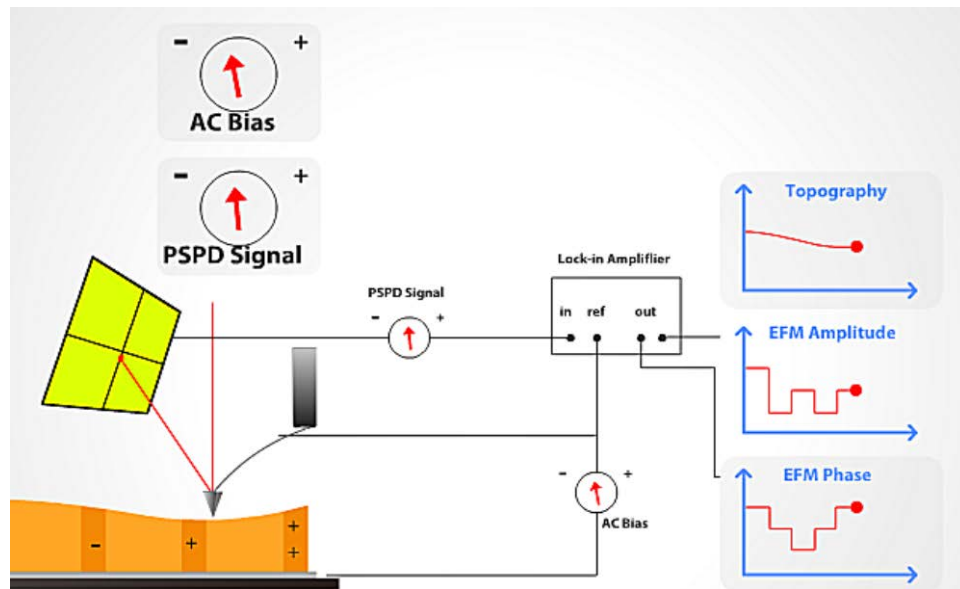 - +
AC Bias
- +
PSPD Signal
Topography
Lock-in Amplifier
PSPD Signal
- +
in ref out
EFM Amplitude
EFM Phase
- +
AC Bias
- + + +